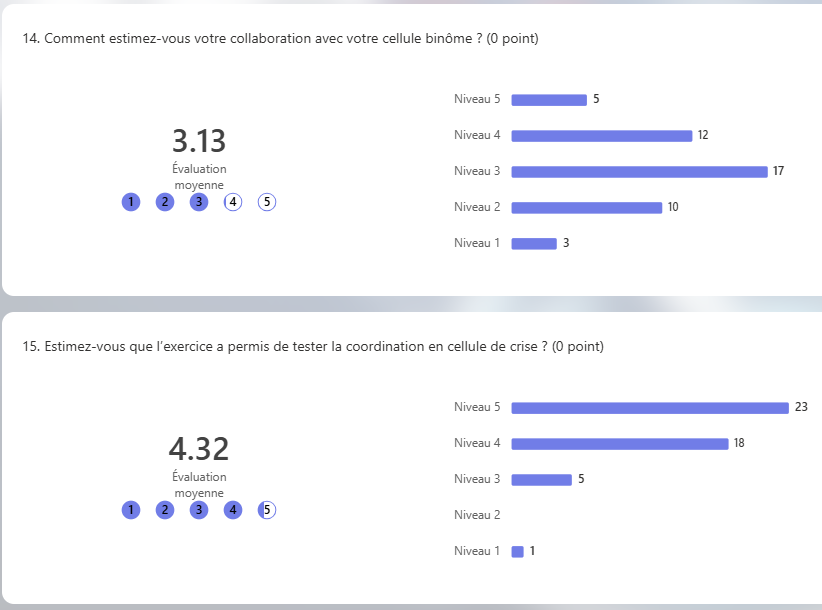 14. Comment estimez-vous votre collaboration avec votre cellule binôme ? (0 point)
3.13
Évaluation
moyenne
1 2 3 4 5
Niveau 5 5
Niveau 4 12
Niveau 3 17
Niveau 2 10
Niveau 1 3
15. Estimez-vous que l’exercice a permis de tester la coordination en cellule de crise ? (0 point)
4.32
Évaluation
moyenne
1 2 3 4 5
Niveau 5 23
Niveau 4 18
Niveau 3 5
Niveau 2
Niveau 1 1